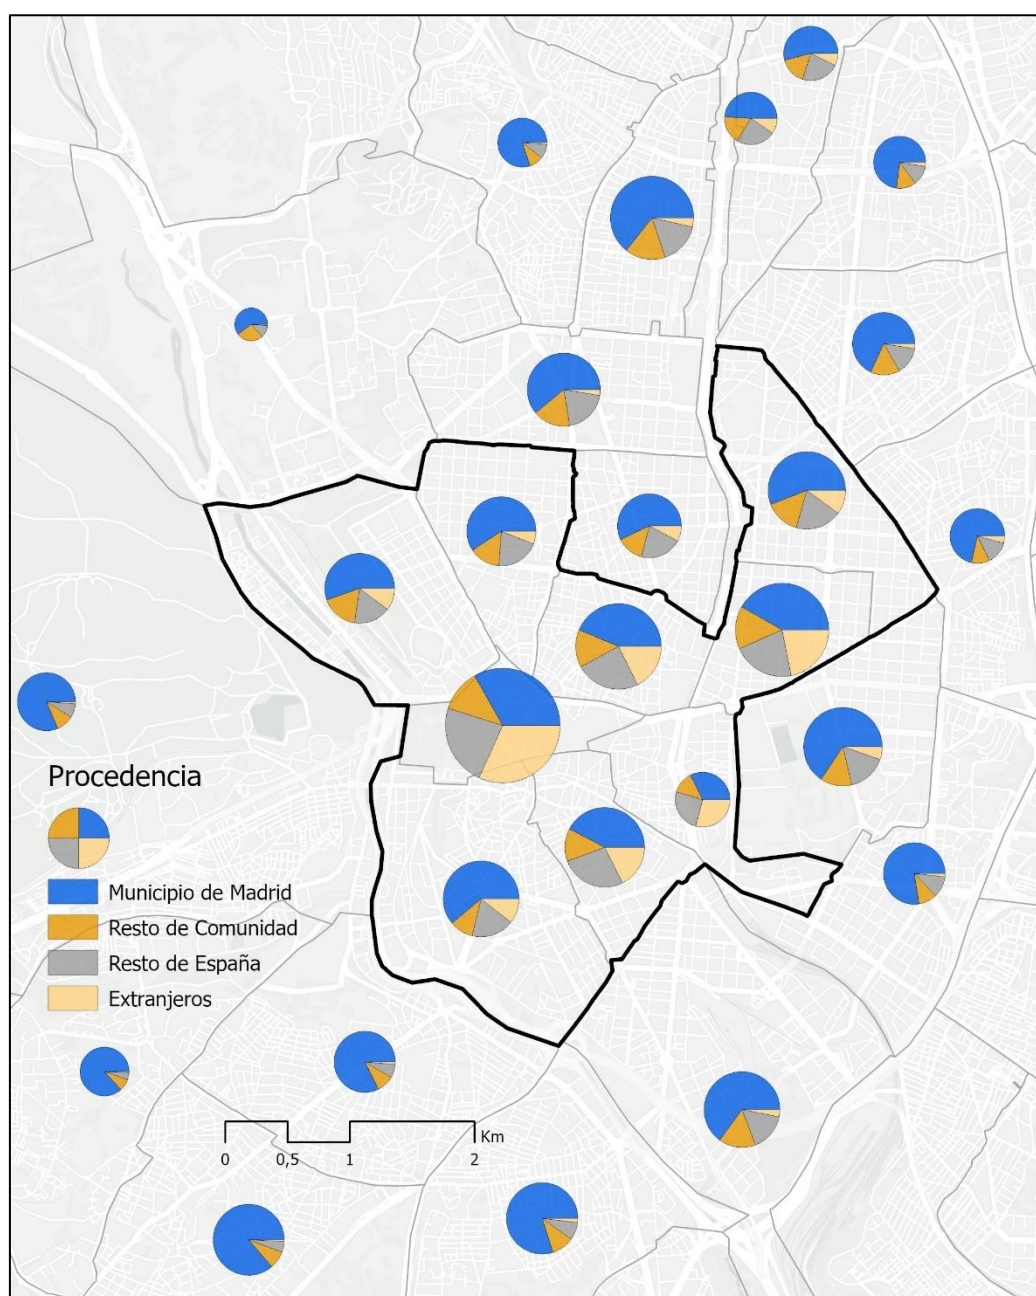 Procedencia
Municipio de Madrid
Resto de Comunidad
Resto de España
Extranjeros
Km
0 0,5 1 2